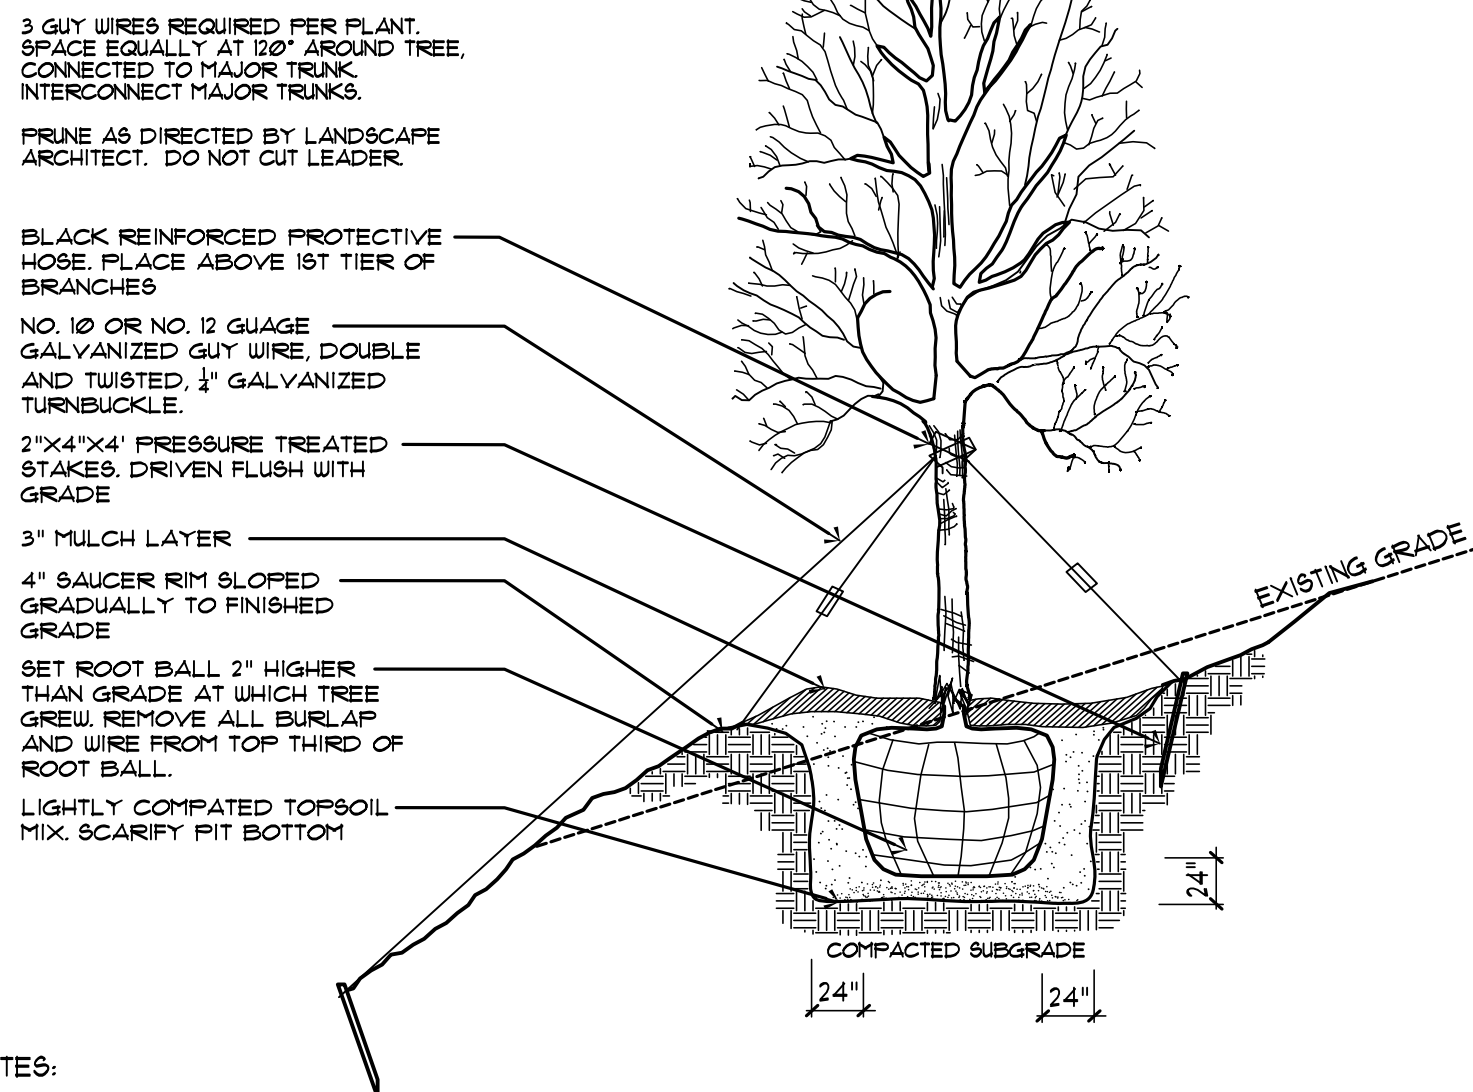 3 GUY WIRES REQUIRED PER PLANT.
SPACE EQUALLY AT 120° AROUND TREE,
CONNECTED TO MAJOR TRUNK.
INTERCONNECT MAJOR TRUNKS.
PRUNE AS DIRECTED BY LANDSCAPE
ARCHITECT. DO NOT CUT LEADER.
BLACK REINFORCED PROTECTIVE
HOSE. PLACE ABOVE 1ST TIER OF
BRANCHES
NO. 10 OR NO. 12 GUAGE
GALVANIZED GUY WIRE, DOUBLE
AND TWISTED, 1/4" GALVANIZED
TURNBUCKLE.
2"X4"X4' PRESSURE TREATED
STAKES. DRIVEN FLUSH WITH
GRADE
3" MULCH LAYER
4" SAUCER RIM SLOPED
GRADUALLY TO FINISHED
GRADE
SET ROOT BALL 2" HIGHER
THAN GRADE AT WHICH TREE
GREW. REMOVE ALL BURLAP
AND WIRE FROM TOP THIRD OF
ROOT BALL.
LIGHTLY COMPATED TOPSOIL
MIX. SCARIFY PIT BOTTOM
EXISTING GRADE
24"
COMPACTED SUBGRADE
24"
24"
TES: